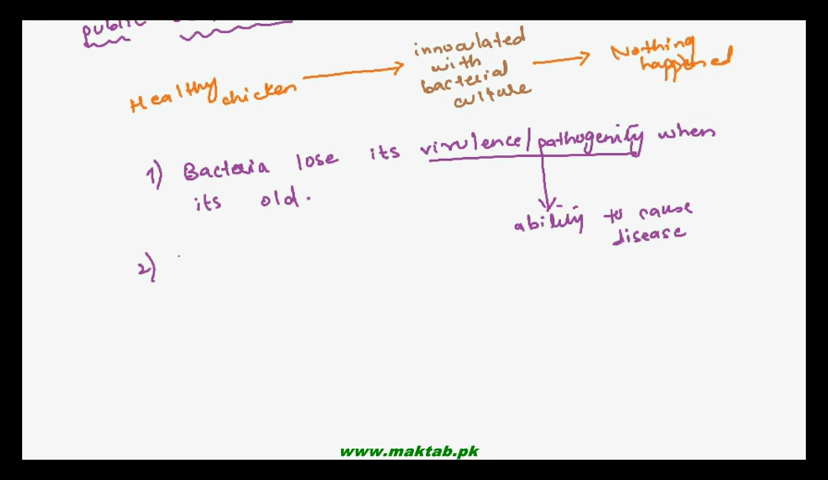 public
Healthy chicken → innoculated with bacterial culture → Nothing happened
1) Bacteria lose its virulence/pathogenity when
its old.
ability to cause
disease
2)
www.maktab.pk